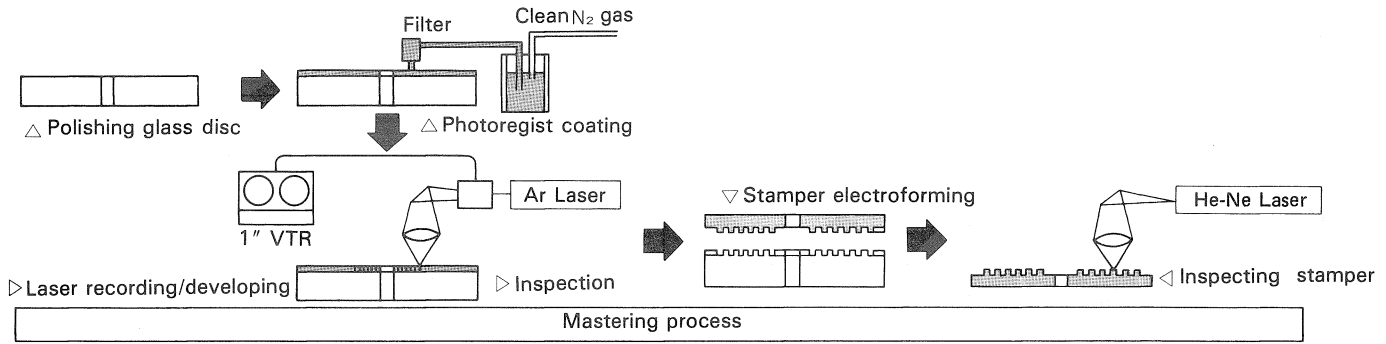 Filter
Clean N₂ gas
△ Polishing glass disc
△ Photoregist coating
1" VTR
Ar Laser
▷ Laser recording/developing
▷ Inspection
▽ Stamper electroforming
He-Ne Laser
◁ Inspecting stamper
Mastering process